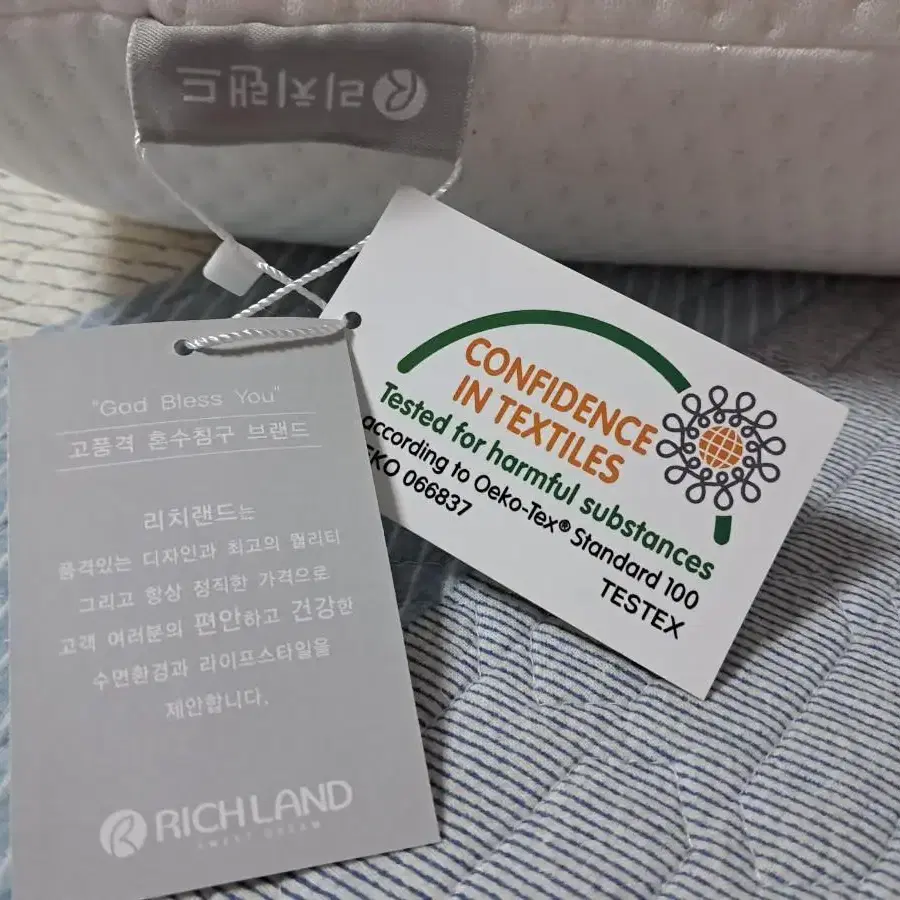 리치랜드
"God Bless You"
고품격 혼수침구 브랜드
리치랜드는
품격있는 디자인과 최고의 퀄리티
그리고 항상 정직한 가격으로
고객 여러분의 편안하고 건강한
수면환경과 라이프스타일을
제안합니다.
RICHLAND
SWEET DREAM
CONFIDENCE
IN TEXTILES
Tested for harmful substances
according to Oeko-Tex® Standard 100
066837
TESTEX